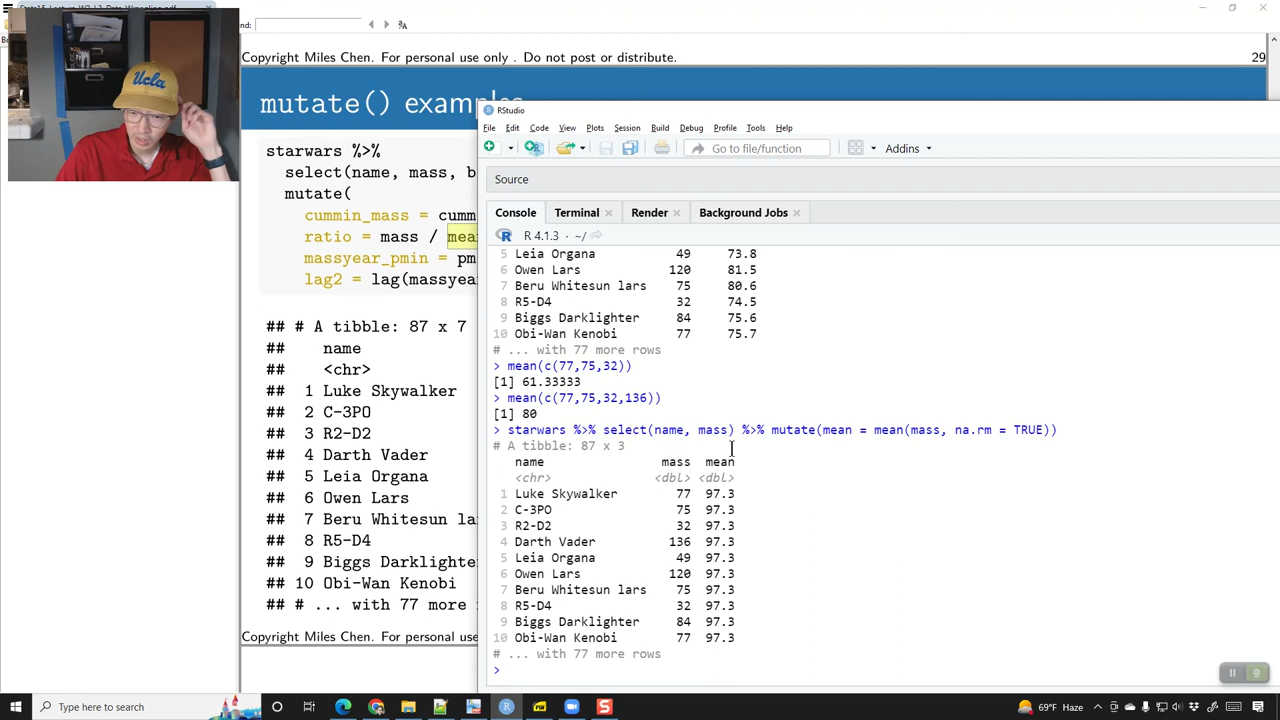 nd:
Copyright Miles Chen. For personal use only . Do not post or distribute.
29
Ucla
mutate() examples
starwars %>%
select(name, mass, b
mutate(
cummin_mass = cumm
ratio = mass / mea
massyear_pmin = pm
lag2 = lag(massyea
## # A tibble: 87 x 7
## name
## <chr>
## 1 Luke Skywalker
## 2 C-3PO
## 3 R2-D2
## 4 Darth Vader
## 5 Leia Organa
## 6 Owen Lars
## 7 Beru Whitesun la
## 8 R5-D4
## 9 Biggs Darklighte
## 10 Obi-Wan Kenobi
## # ... with 77 more
Copyright Miles Chen. For personal use
RStudio
File Edit Code View Plots Session Build Debug Profile Tools Help
Go to file/function
Addins
Source
Console Terminal Render Background Jobs
R 4.1.3 · ~/
5 Leia Organa 49 73.8
6 Owen Lars 120 81.5
7 Beru Whitesun lars 75 80.6
8 R5-D4 32 74.5
9 Biggs Darklighter 84 75.6
10 Obi-Wan Kenobi 77 75.7
# ... with 77 more rows
> mean(c(77,75,32))
[1] 61.33333
> mean(c(77,75,32,136))
[1] 80
> starwars %>% select(name, mass) %>% mutate(mean = mean(mass, na.rm = TRUE))
# A tibble: 87 x 3
name mass mean
<chr> <dbl> <dbl>
1 Luke Skywalker 77 97.3
2 C-3PO 75 97.3
3 R2-D2 32 97.3
4 Darth Vader 136 97.3
5 Leia Organa 49 97.3
6 Owen Lars 120 97.3
7 Beru Whitesun lars 75 97.3
8 R5-D4 32 97.3
9 Biggs Darklighter 84 97.3
10 Obi-Wan Kenobi 77 97.3
# ... with 77 more rows
>
Type here to search
69°F Haze